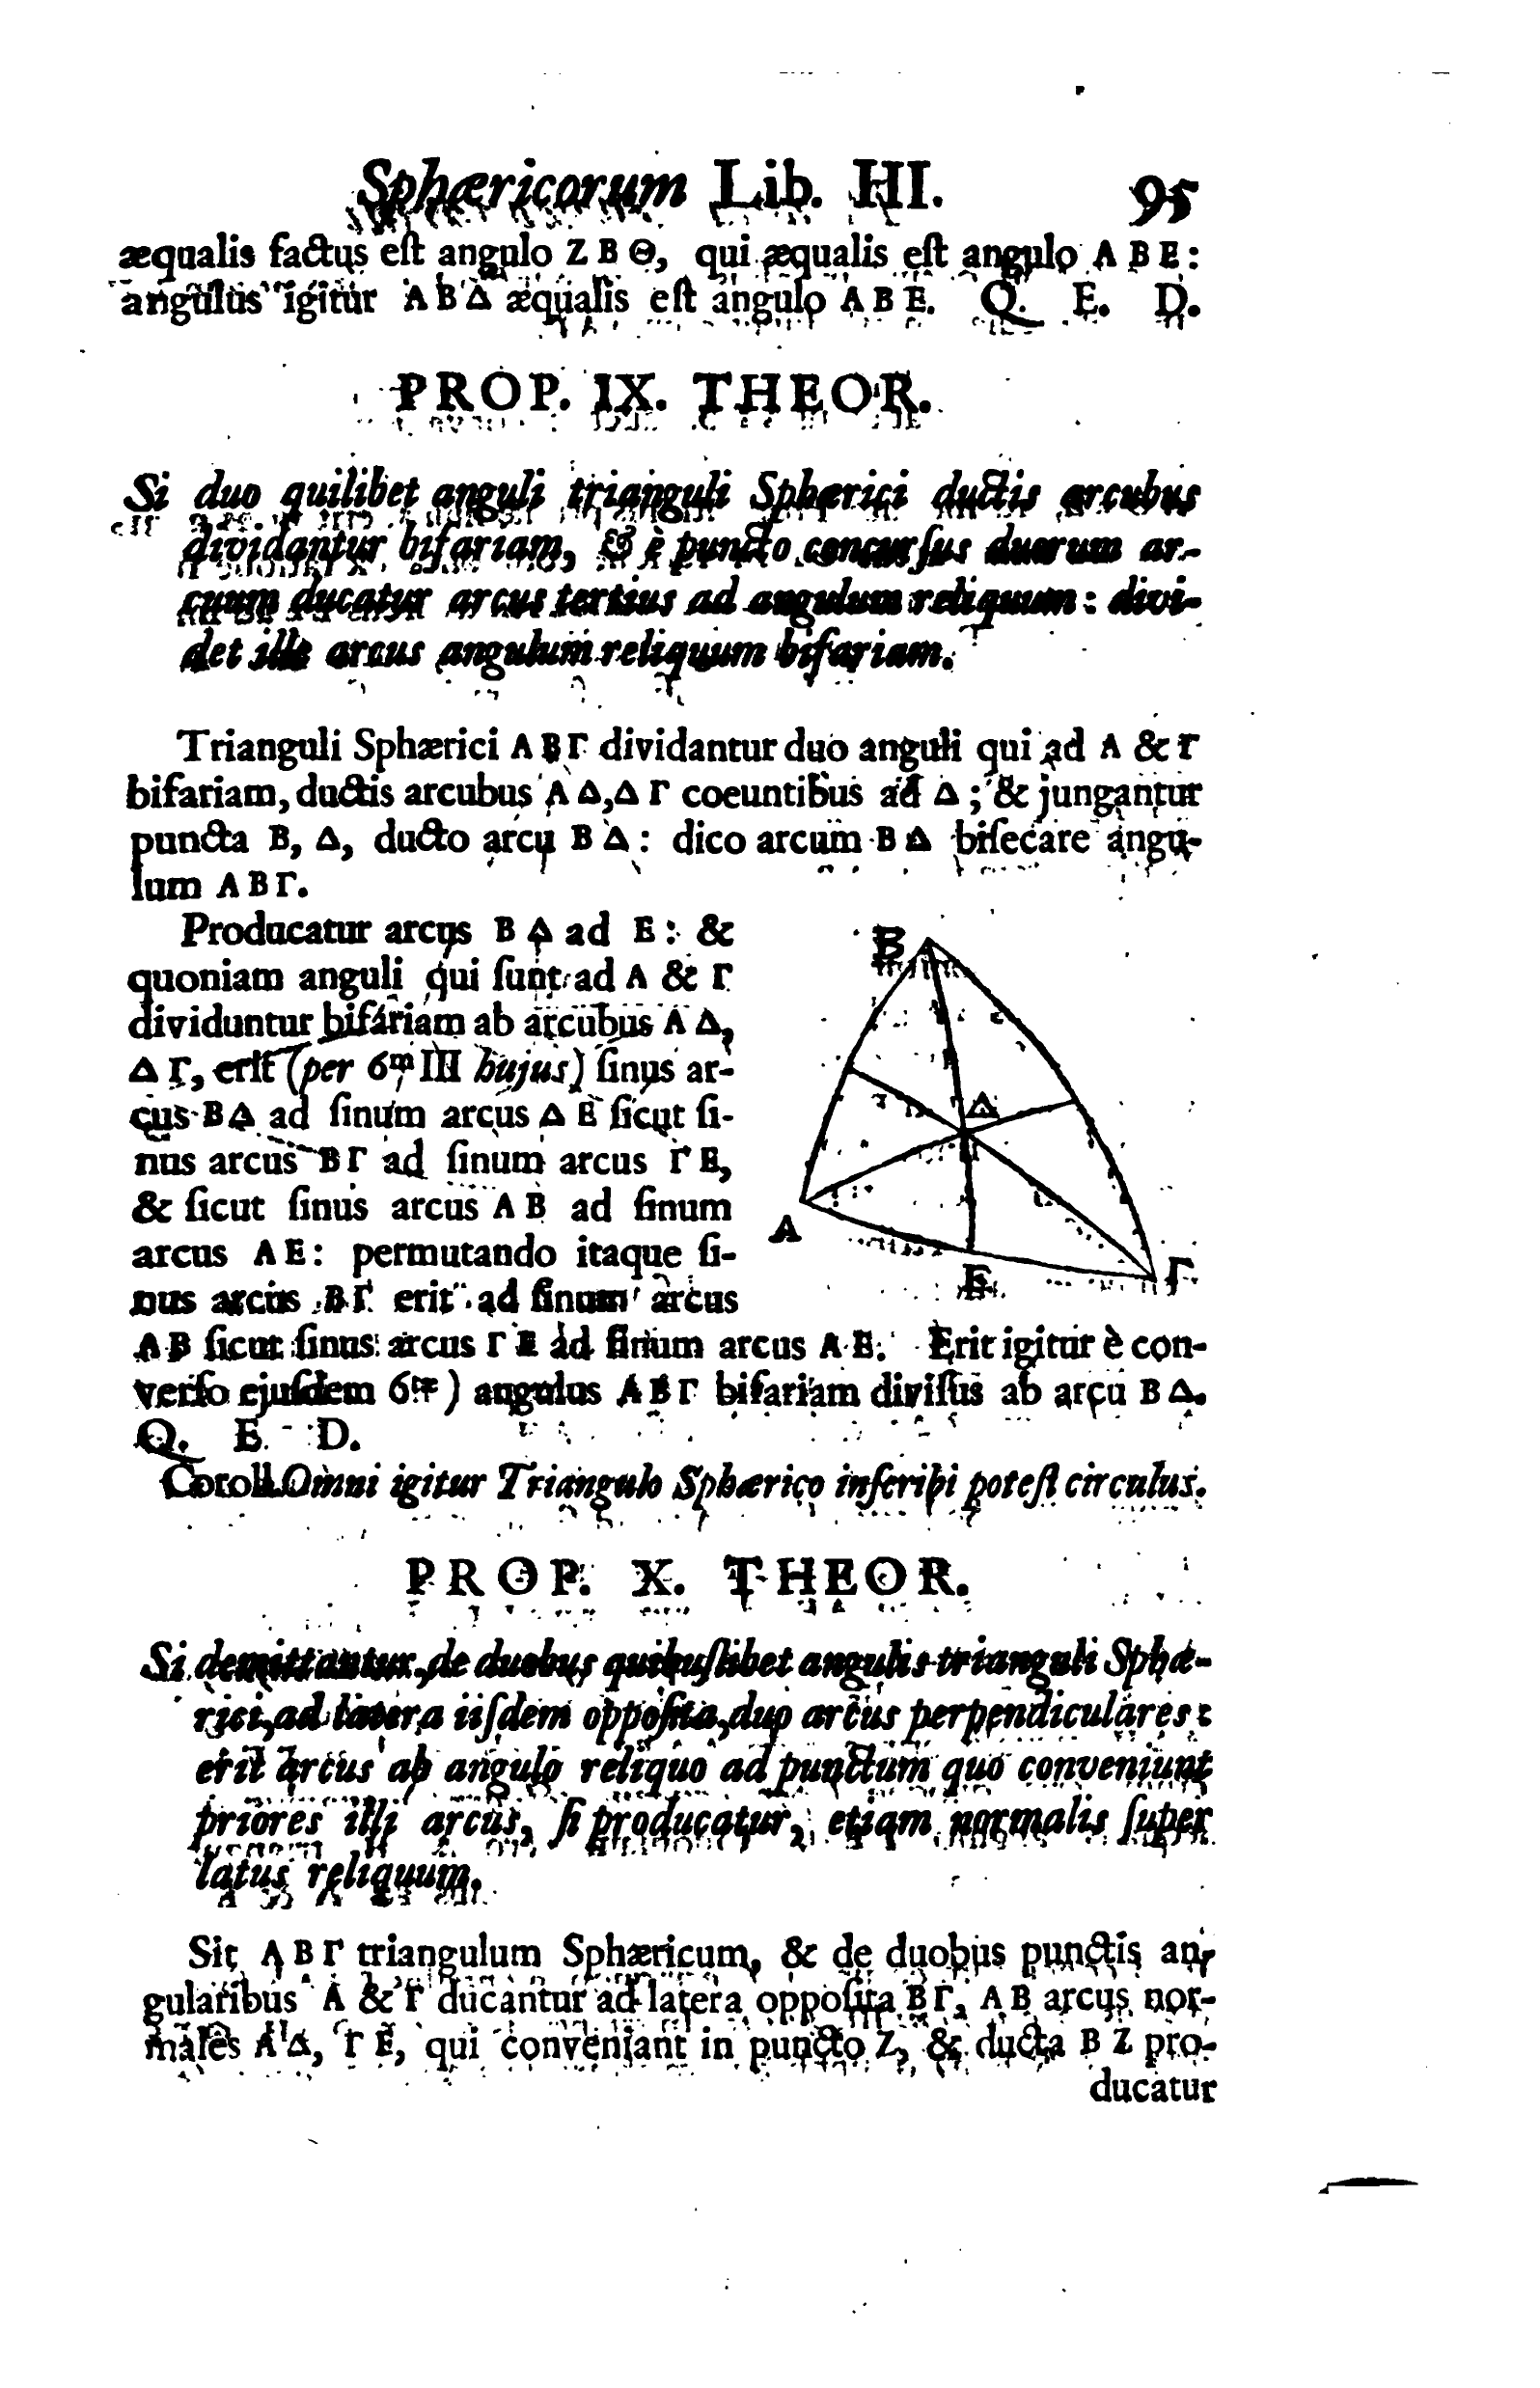 Sphæricorum Lib. III. 95
æqualis factus eſt angulo Ζ Β Θ, qui æqualis eſt angulo Α Β Ε:
angulus igitur Α Β Δ æqualis eſt angulo Α Β Ε. Q. E. D.
PROP. IX. THEOR.
Si duo quilibet anguli trianguli Sphærici ductis arcubus
dividantur bifariam, & è puncto concurſus duorum ar-
cuum ducatur arcus tertius ad angulum reliquum: divi-
det ille arcus angulum reliquum bifariam.
Trianguli Sphærici Α Β Γ dividantur duo anguli qui ad Α & Γ
bifariam, ductis arcubus Α Δ, Δ Γ coeuntibus ad Δ; & jungantur
puncta Β, Δ, ducto arcu Β Δ: dico arcum Β Δ biſecare angu-
lum Α Β Γ.
Producatur arcus Β Δ ad Ε: &
quoniam anguli qui ſunt ad Α & Γ
dividuntur bifariam ab arcubus Α Δ,
Δ Γ, erit (per 6ᵐ III hujus) ſinus ar-
cus Β Δ ad ſinum arcus Δ Ε ſicut ſi-
nus arcus Β Γ ad ſinum arcus Γ Ε,
& ſicut ſinus arcus Α Β ad ſinum
arcus Α Ε: permutando itaque ſi-
nus arcus Β Γ erit ad ſinum arcus
Α Β ſicut ſinus arcus Γ Ε ad ſinum arcus Α Ε. Erit igitur è con-
verſo ejuſdem 6ᵗᵃᵉ) angulus Α Β Γ bifariam diviſus ab arcu Β Δ.
Q. E. D.
Β
Δ
Α
Ε
Γ
Coroll. Omni igitur Triangulo Sphærico inſcribi poteſt circulus.
PROP. X. THEOR.
Si demittantur, de duobus quibuſlibet angulis trianguli Sphæ-
rici, ad latera iiſdem oppoſita, duo arcus perpendiculares:
erit arcus ab angulo reliquo ad punctum quo conveniunt
priores illi arcus, ſi producatur, etiam normalis ſuper
latus reliquum.
Sit Α Β Γ triangulum Sphæricum, & de duobus punctis an-
gularibus Α & Γ ducantur ad latera oppoſita Β Γ, Α Β arcus nor-
males Α Δ, Γ Ε, qui conveniant in puncto Ζ, & ducta Β Ζ pro-
ducatur